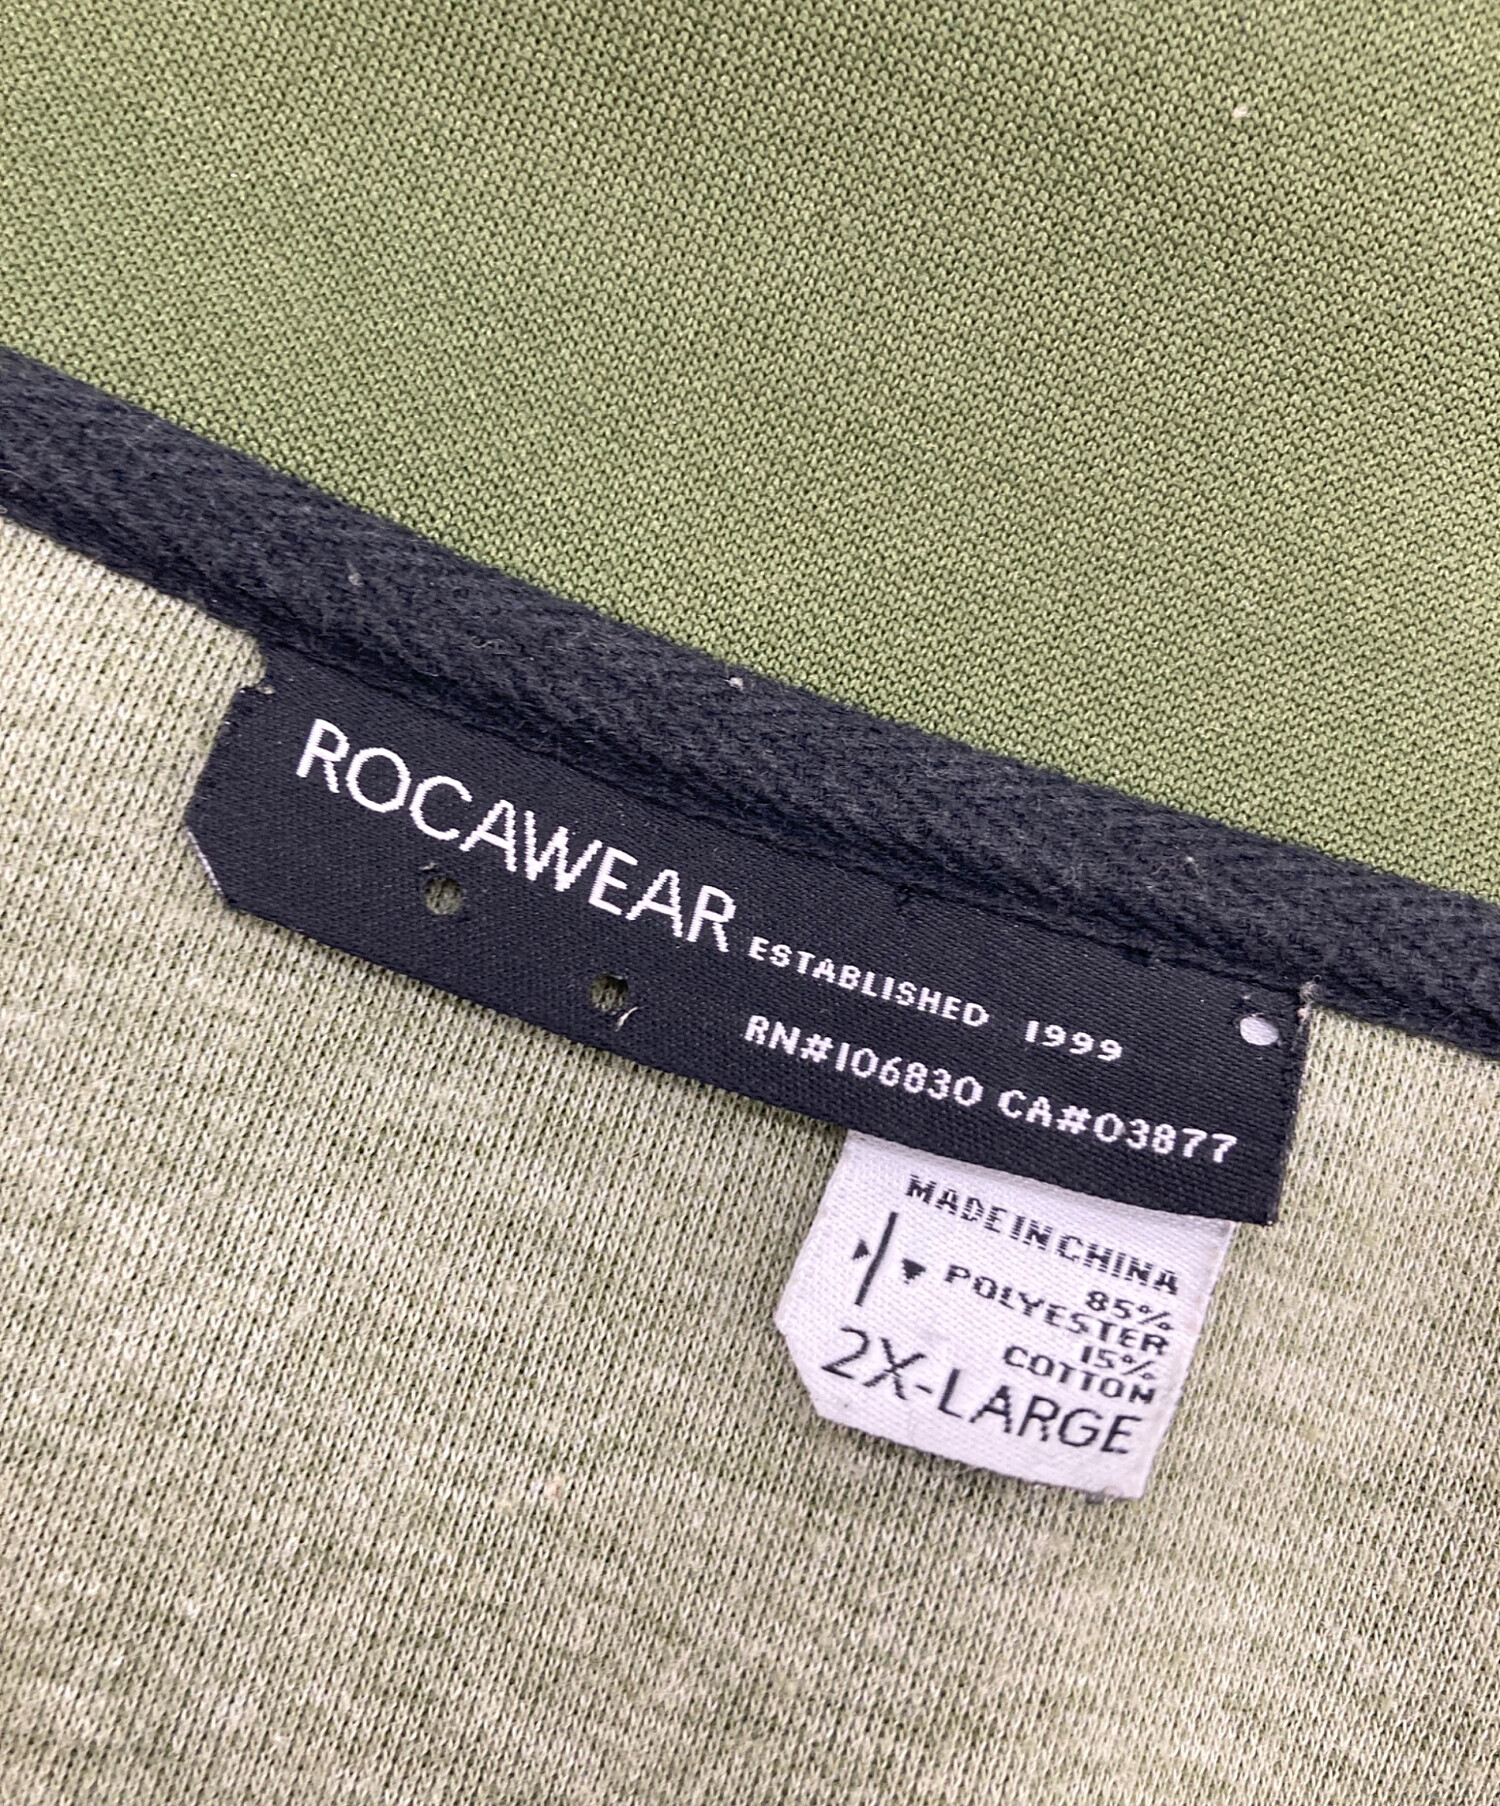 ROCAWEAR ESTABLISHED 1999
RN#106830 CA#03877
MADE IN CHINA
85%
POLYESTER
15%
COTTON
2X-LARGE